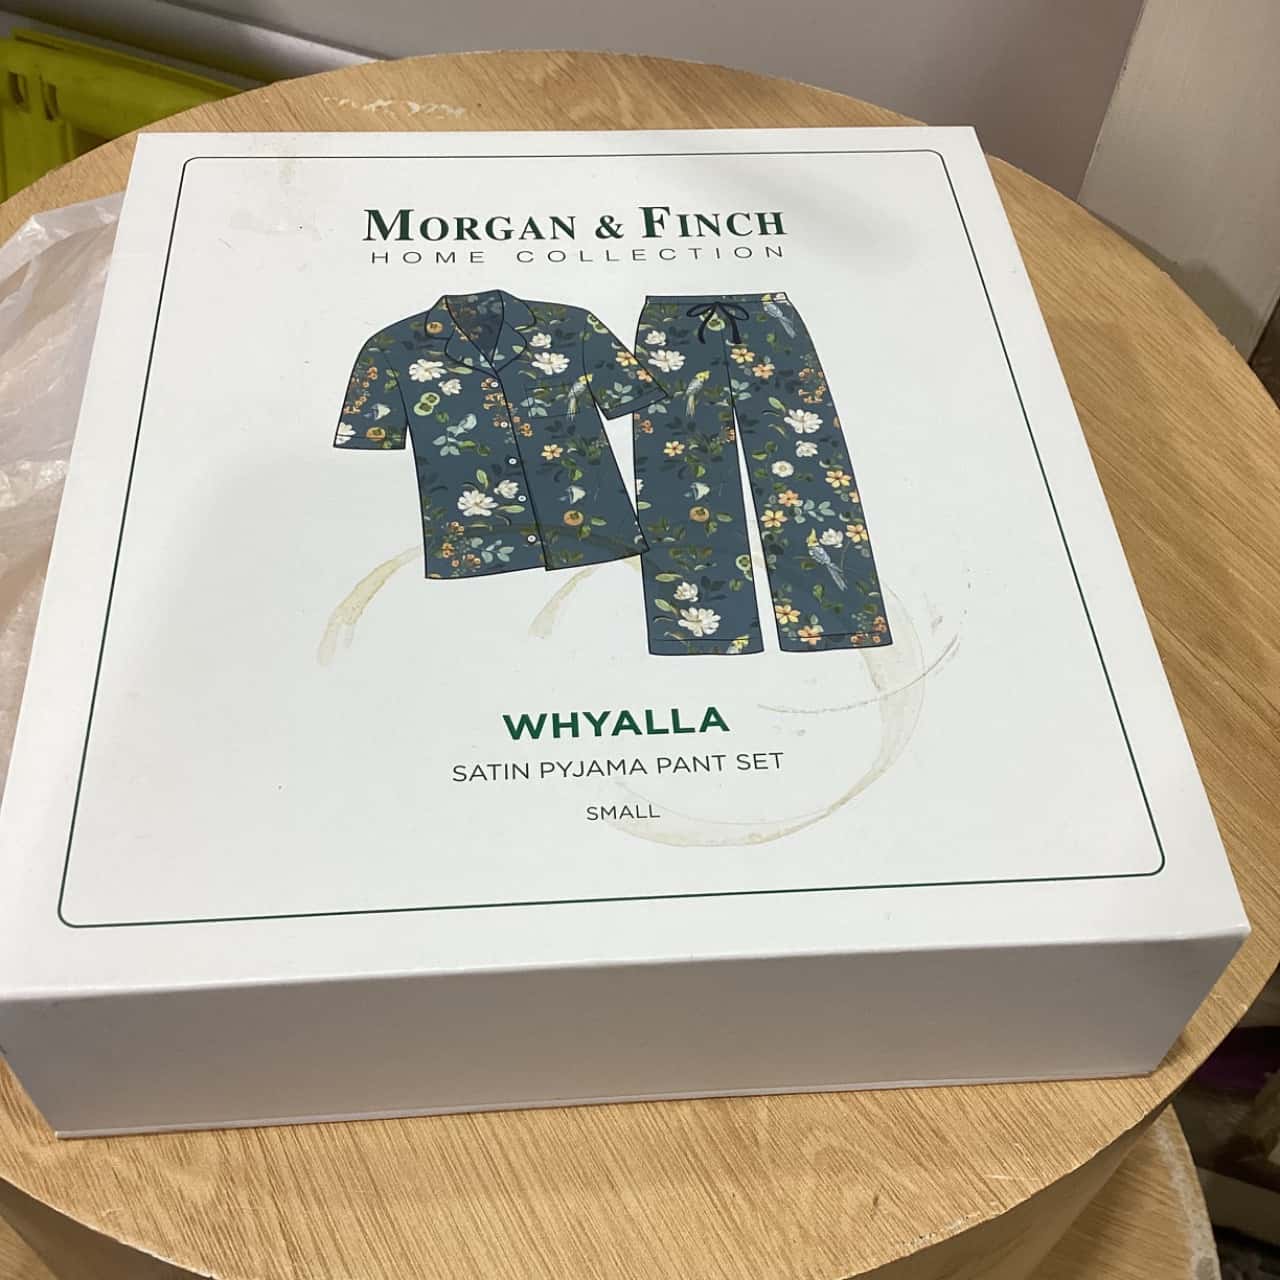 MORGAN & FINCH
HOME COLLECTION
WHYALLA
SATIN PYJAMA PANT SET
SMALL